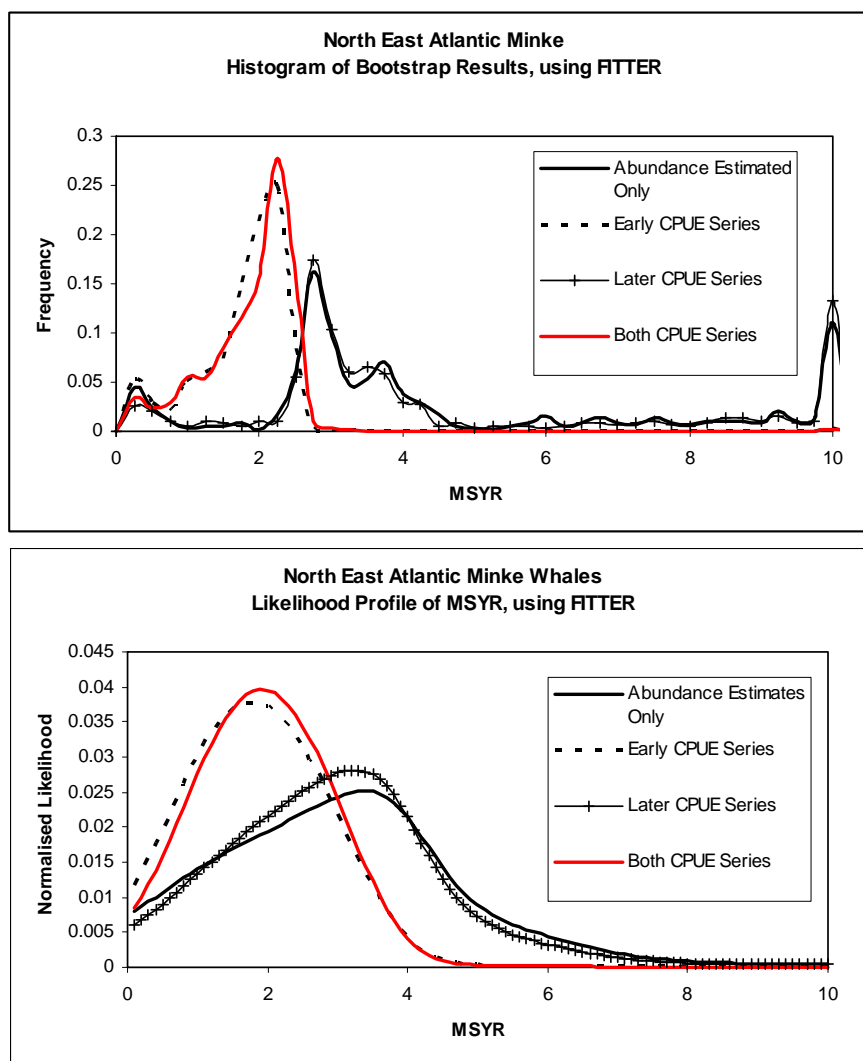 North East Atlantic Minke
Histogram of Bootstrap Results, using FITTER
0.3
0.25
0.2
0.15
0.1
0.05
0
Frequency
0
2
4
6
8
10
MSYR
Abundance Estimated
Only
Early CPUE Series
Later CPUE Series
Both CPUE Series
North East Atlantic Minke Whales
Likelihood Profile of MSYR, using FITTER
0.045
0.04
0.035
0.03
0.025
0.02
0.015
0.01
0.005
0
Normalised Likelihood
0
2
4
6
8
10
MSYR
Abundance Estimates
Only
Early CPUE Series
Later CPUE Series
Both CPUE Series